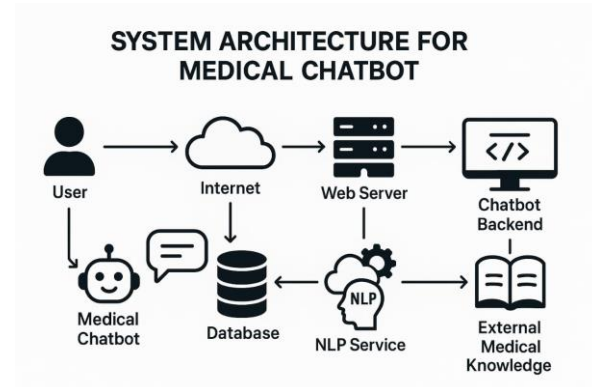 SYSTEM ARCHITECTURE FOR
MEDICAL CHATBOT
User
Internet
Web Server
</>
Chatbot
Backend
Medical
Chatbot
Database
NLP
NLP Service
External
Medical
Knowledge